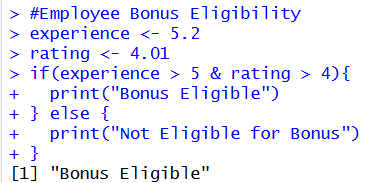 > #Employee Bonus Eligibility
> experience <- 5.2
> rating <- 4.01
> if(experience > 5 & rating > 4){
+   print("Bonus Eligible")
+ } else {
+   print("Not Eligible for Bonus")
+ }
[1] "Bonus Eligible"